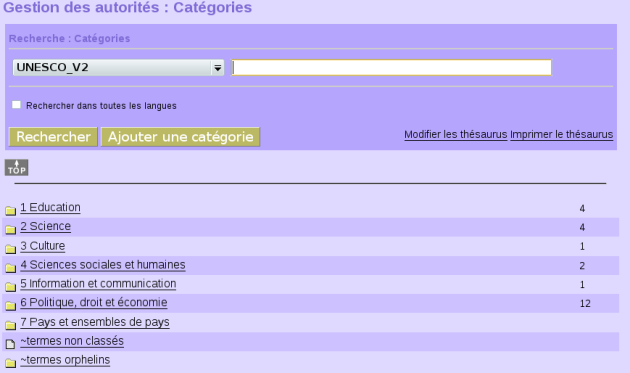 Gestion des autorités : Catégories
Recherche : Catégories
UNESCO_V2
Rechercher dans toutes les langues
Rechercher Ajouter une catégorie Modifier les thésaurus Imprimer le thésaurus
TOP
1 Education 4
2 Science 4
3 Culture 1
4 Sciences sociales et humaines 2
5 Information et communication 1
6 Politique, droit et économie 12
7 Pays et ensembles de pays
~termes non classés
~termes orphelins